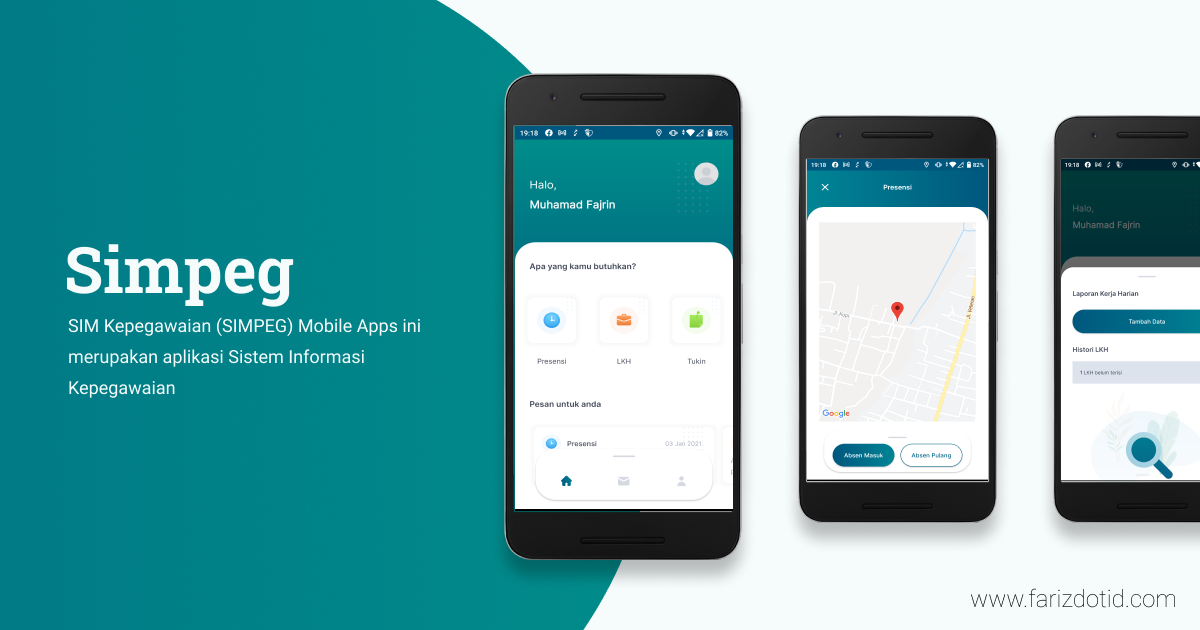 Simpeg
SIM Kepegawaian (SIMPEG) Mobile Apps ini
merupakan aplikasi Sistem Informasi
Kepegawaian
19:18
82%
Halo,
Muhamad Fajrin
Apa yang kamu butuhkan?
Presensi
LKH
Tukin
Pesan untuk anda
Presensi
03 Jan 2021
19:18
82%
Presensi
Google
Absen Masuk
Absen Pulang
19:18
Halo,
Muhamad Fajrin
Laporan Kerja Harian
Tambah Data
Histori LKH
1 LKH belum terisi
www.farizdotid.com